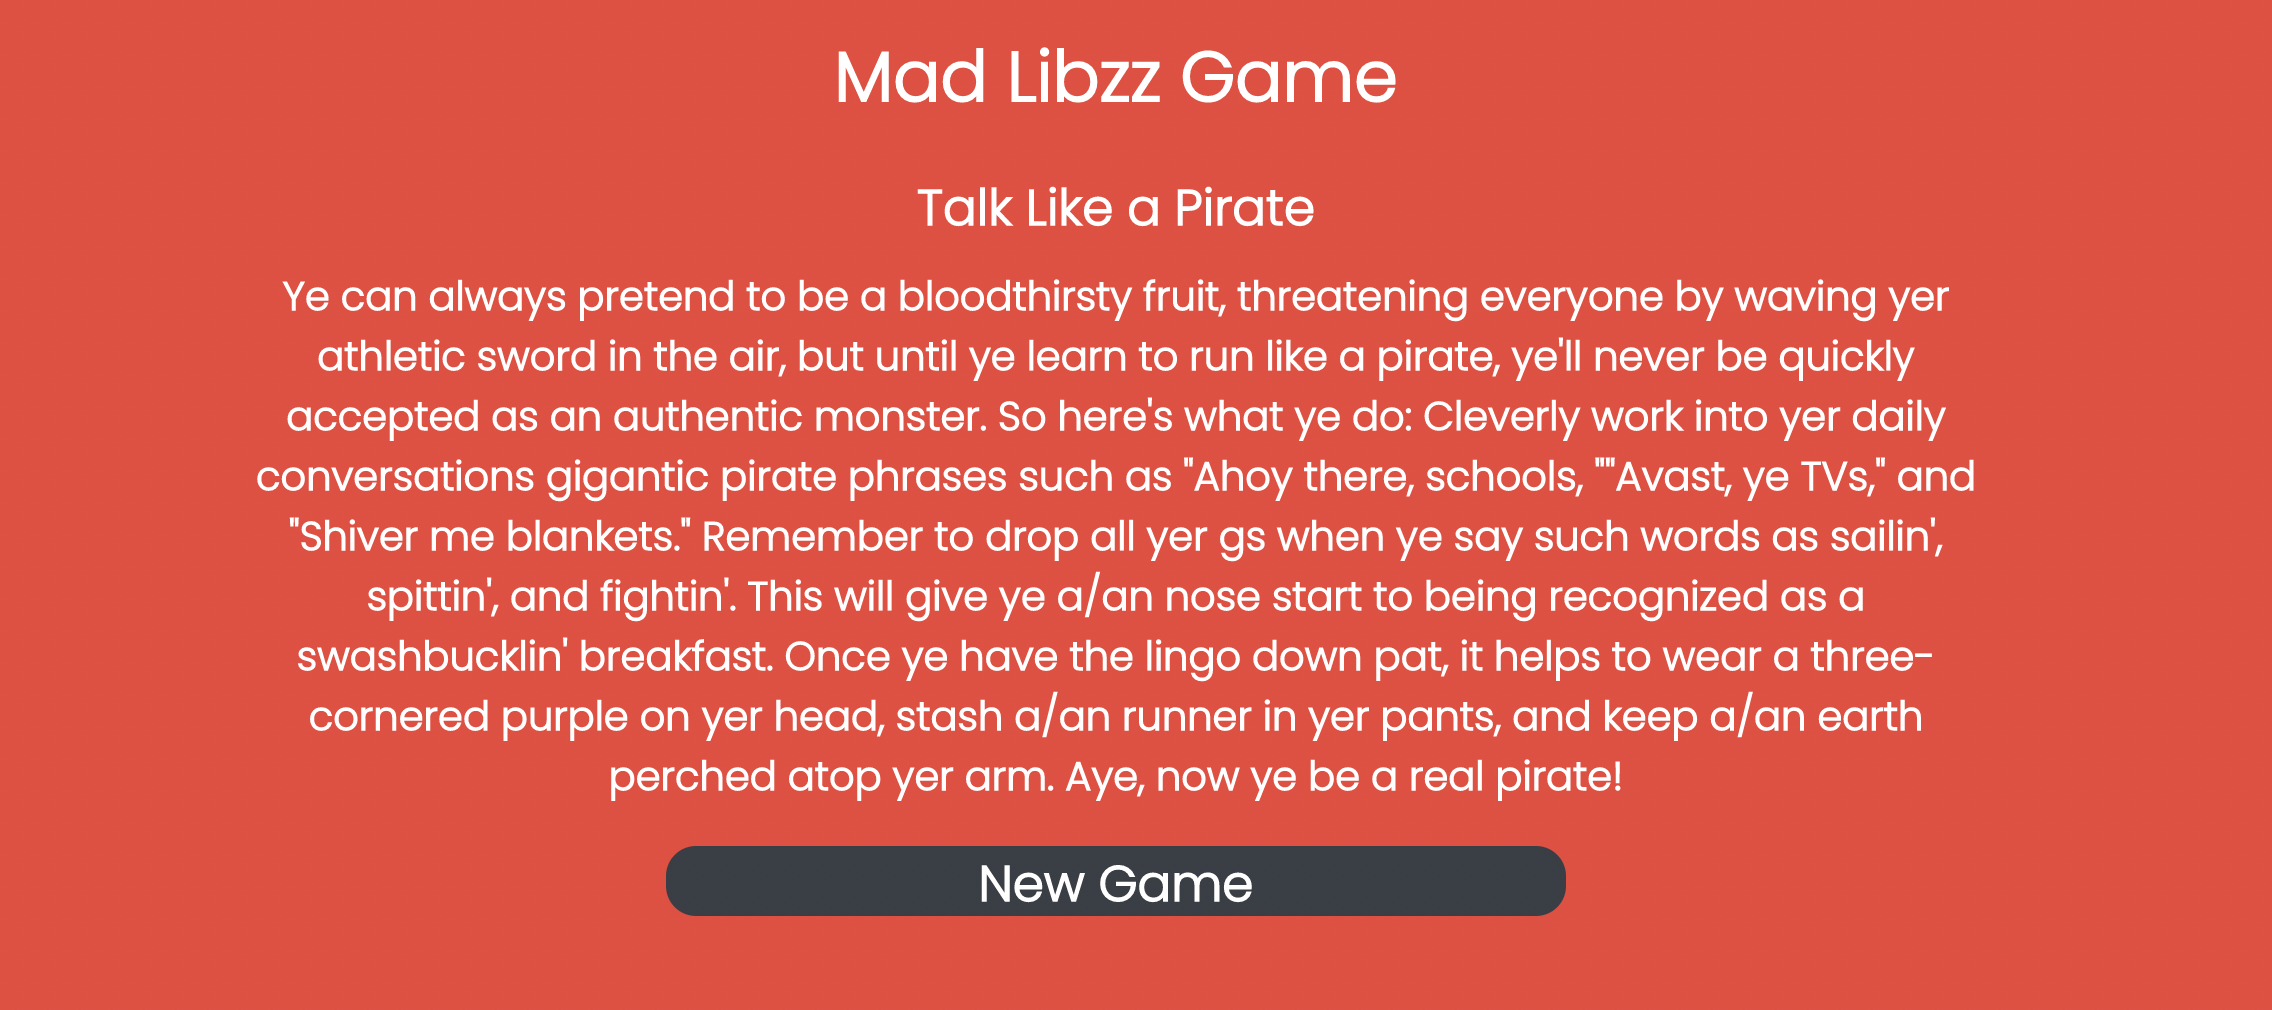 Mad Libzz Game
Talk Like a Pirate
Ye can always pretend to be a bloodthirsty fruit, threatening everyone by waving yer
athletic sword in the air, but until ye learn to run like a pirate, ye'll never be quickly
accepted as an authentic monster. So here's what ye do: Cleverly work into yer daily
conversations gigantic pirate phrases such as "Ahoy there, schools, ""Avast, ye TVs," and
"Shiver me blankets." Remember to drop all yer gs when ye say such words as sailin',
spittin', and fightin'. This will give ye a/an nose start to being recognized as a
swashbucklin' breakfast. Once ye have the lingo down pat, it helps to wear a three-
cornered purple on yer head, stash a/an runner in yer pants, and keep a/an earth
perched atop yer arm. Aye, now ye be a real pirate!
New Game